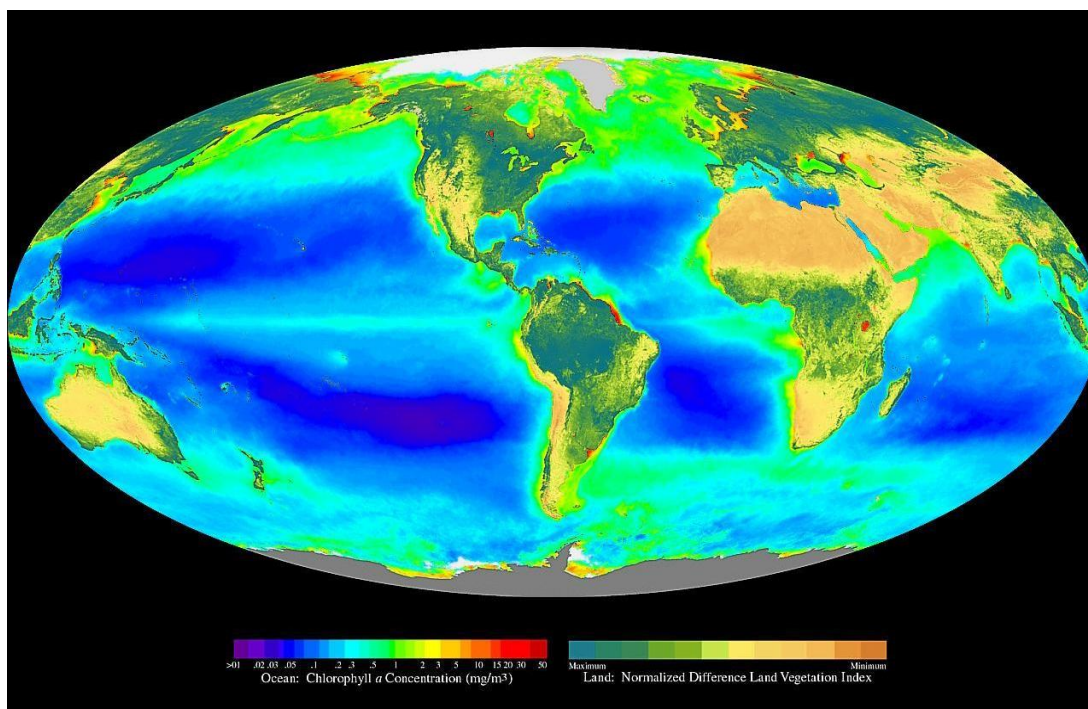 >01 .02 .03 .05 .1 .2 .3 .5 1 2 3 5 10 15 20 30 50
Maximum Minimum
Ocean: Chlorophyll a Concentration (mg/m³) Land: Normalized Difference Land Vegetation Index